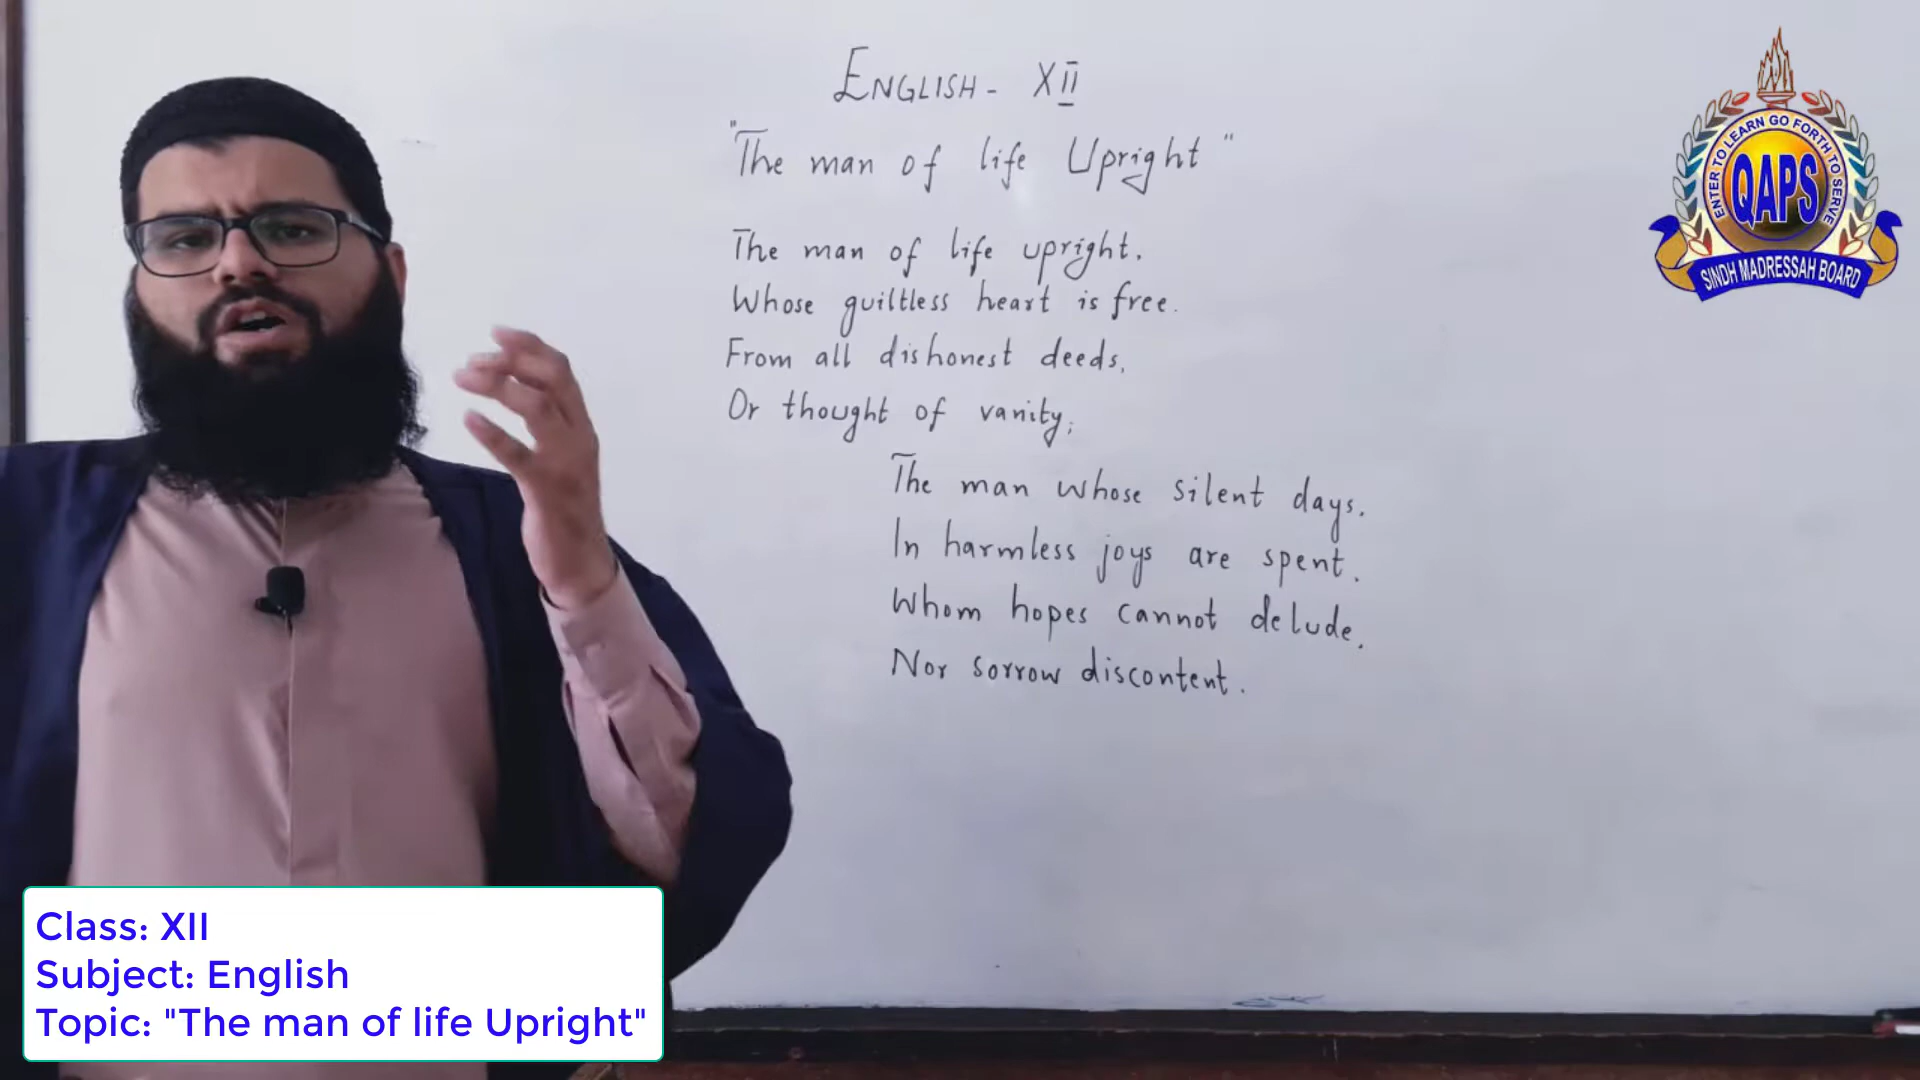 ENGLISH - XII
"The man of life Upright"
The man of life upright.
Whose guiltless heart is free.
From all dishonest deeds,
Or thought of vanity;
The man whose silent days.
In harmless joys are spent.
Whom hopes cannot delude.
Nor sorrow discontent.
ENTER TO LEARN GO FORTH TO SERVE
QAPS
SINDH MADRESSAH BOARD
Class: XII
Subject: English
Topic: "The man of life Upright"